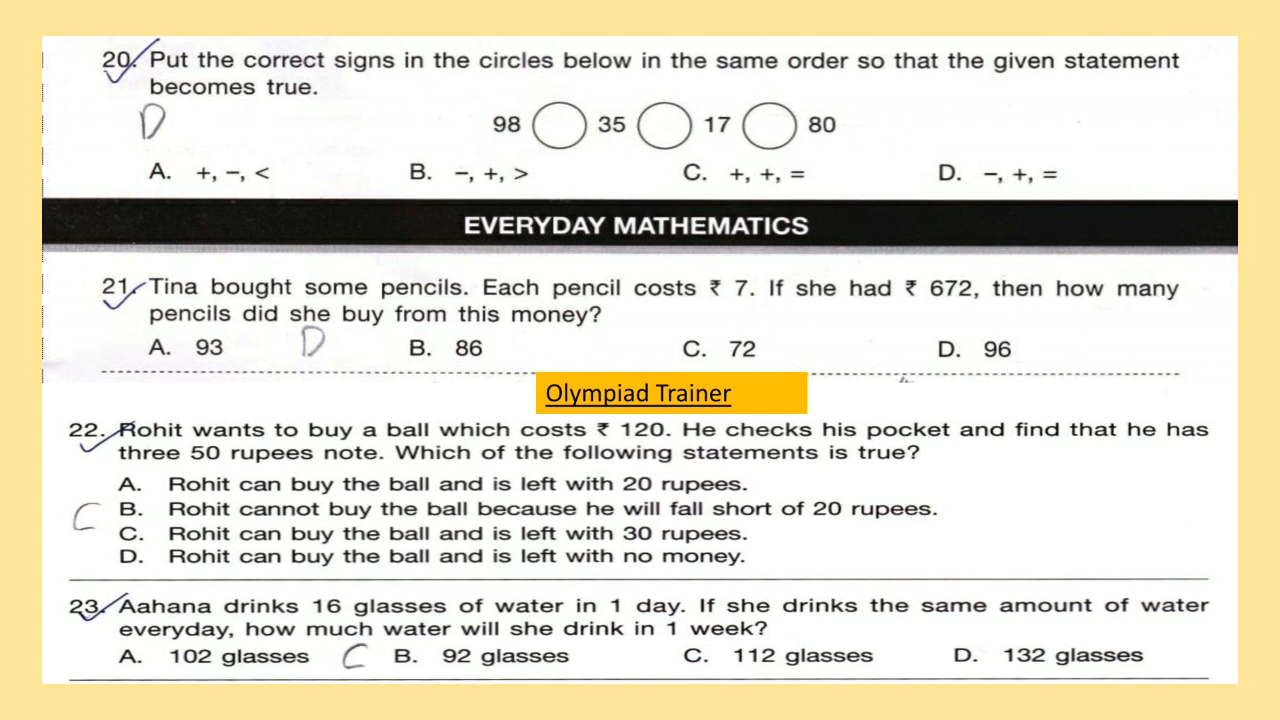 20. Put the correct signs in the circles below in the same order so that the given statement
becomes true.
D
98 35 17 80
A. +, –, < B. –, +, > C. +, +, = D. –, +, =
EVERYDAY MATHEMATICS
21. Tina bought some pencils. Each pencil costs ₹ 7. If she had ₹ 672, then how many
pencils did she buy from this money?
D
A. 93 B. 86 C. 72 D. 96
Olympiad Trainer
22. Rohit wants to buy a ball which costs ₹ 120. He checks his pocket and find that he has
three 50 rupees note. Which of the following statements is true?
A. Rohit can buy the ball and is left with 20 rupees.
C
B. Rohit cannot buy the ball because he will fall short of 20 rupees.
C. Rohit can buy the ball and is left with 30 rupees.
D. Rohit can buy the ball and is left with no money.
23. Aahana drinks 16 glasses of water in 1 day. If she drinks the same amount of water
everyday, how much water will she drink in 1 week?
A. 102 glasses C B. 92 glasses C. 112 glasses D. 132 glasses